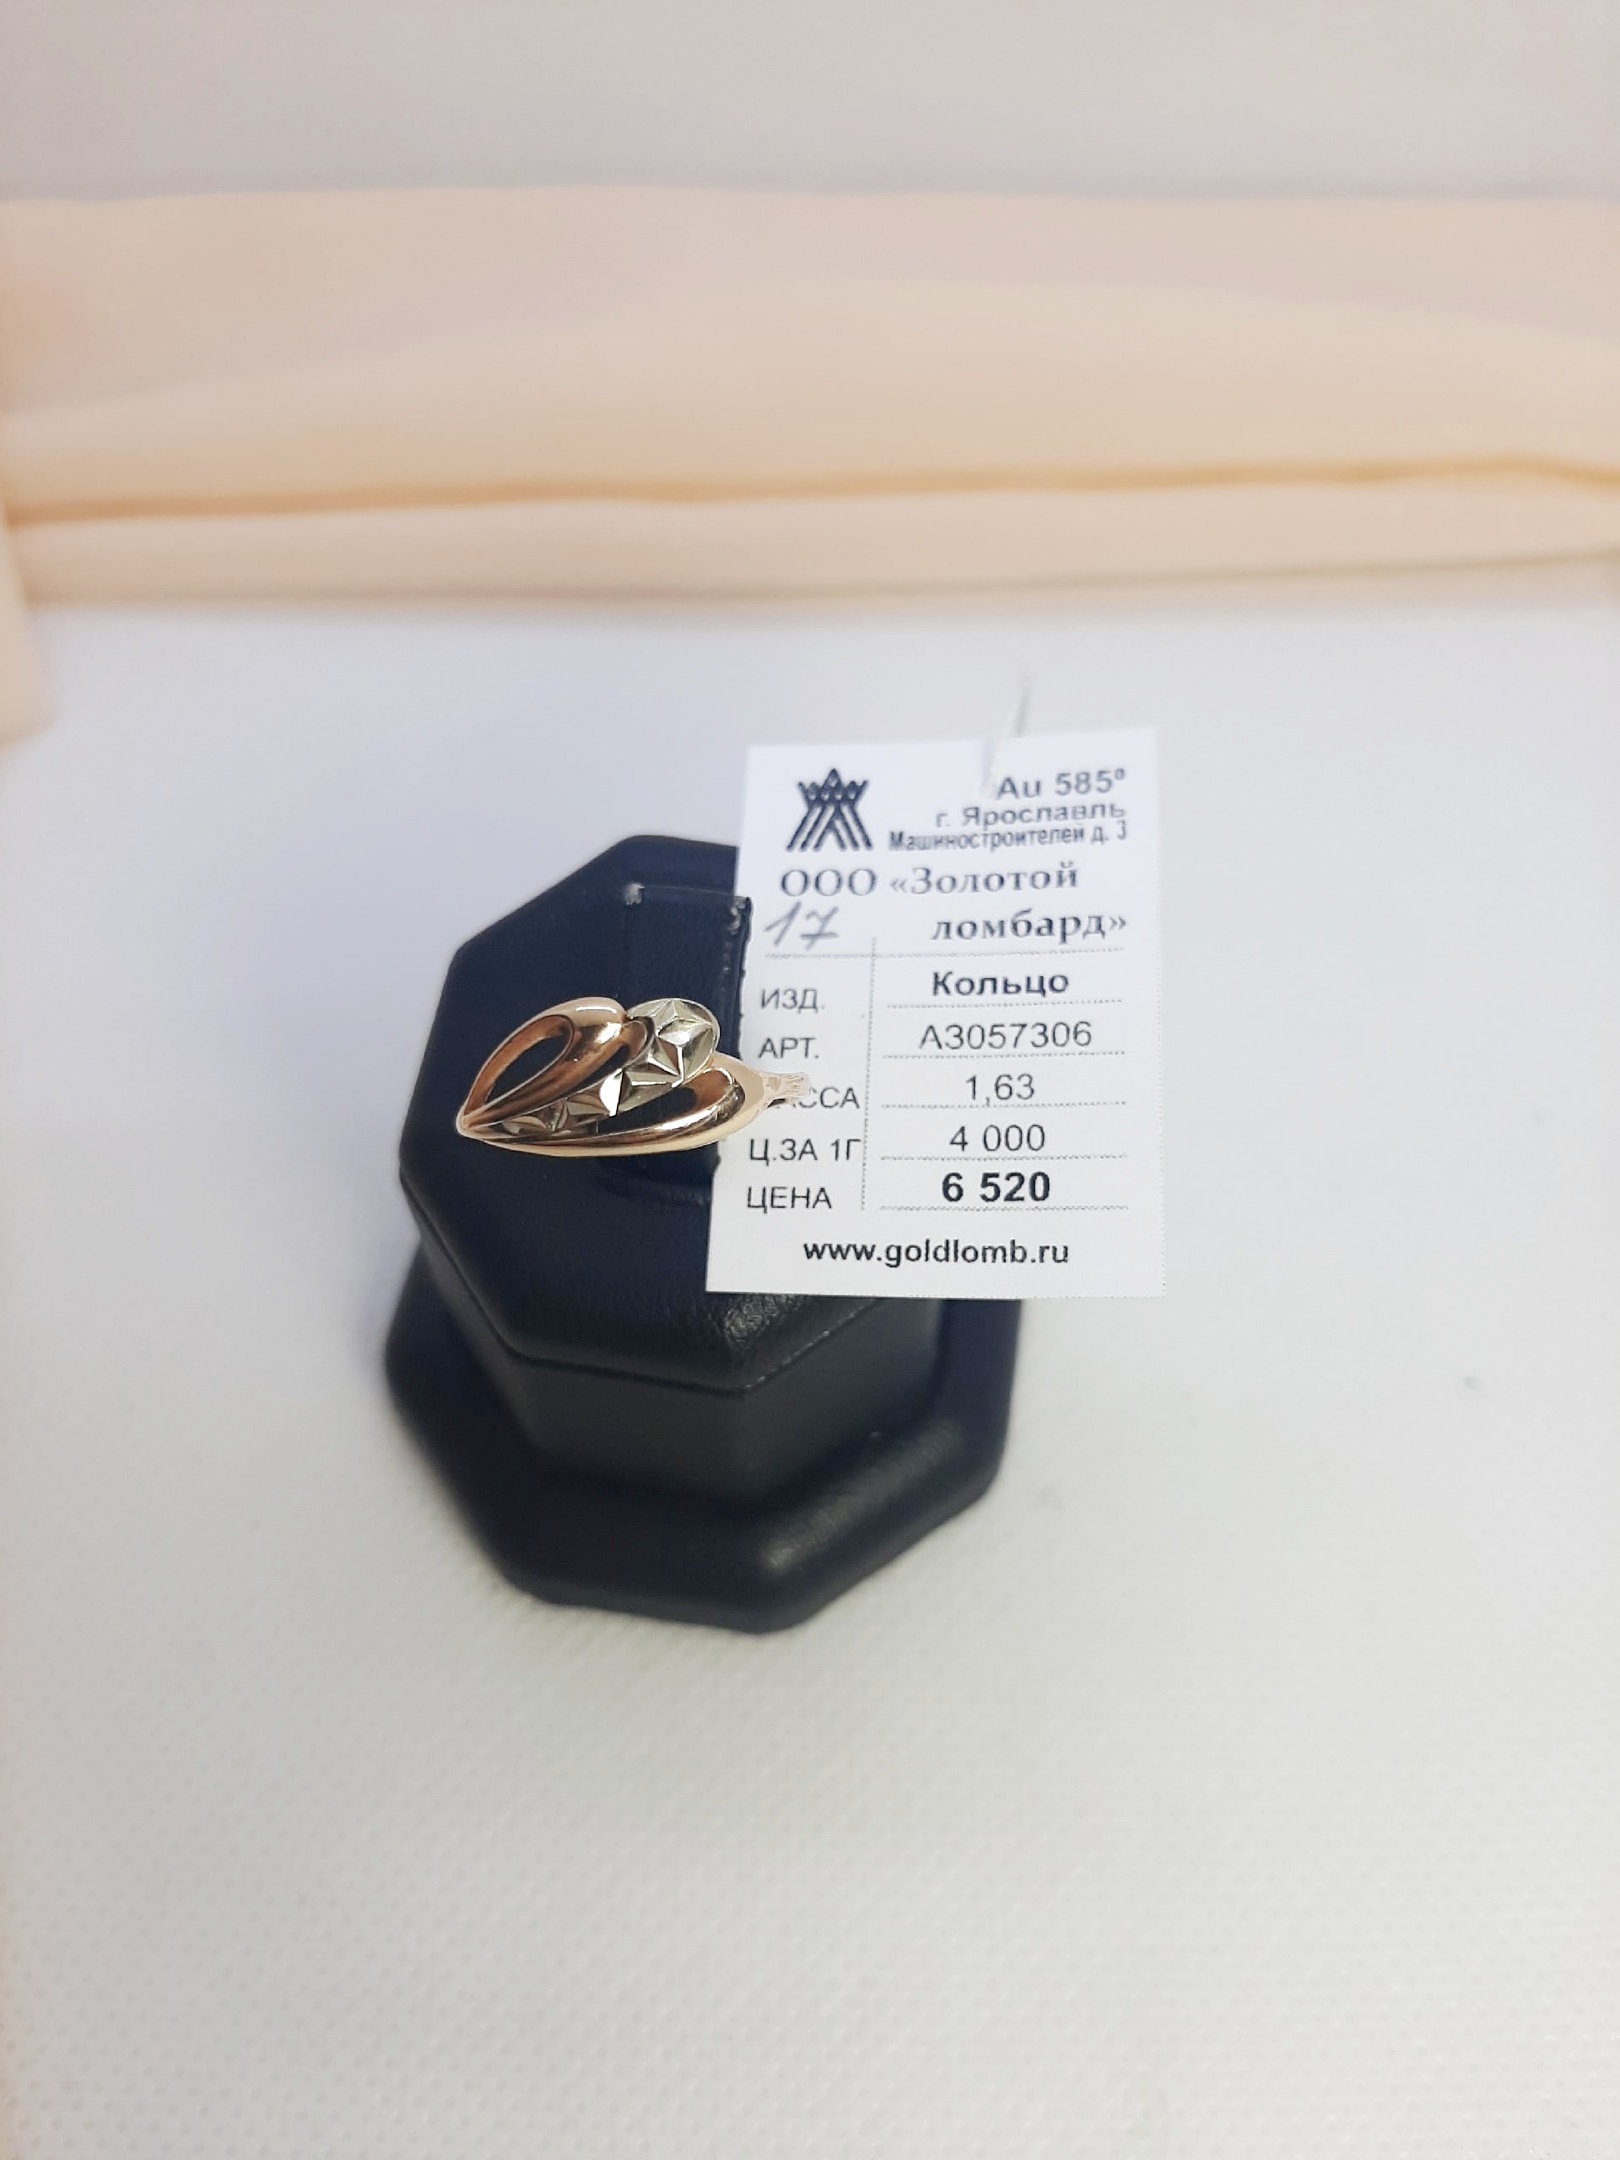 Au 585°
г. Ярославль
Машиностроителей д. 3
ООО «Золотой
17 ломбард»
ИЗД. Кольцо
АРТ. А3057306
1,63
Ц.ЗА 1Г 4 000
ЦЕНА 6 520
www.goldlomb.ru